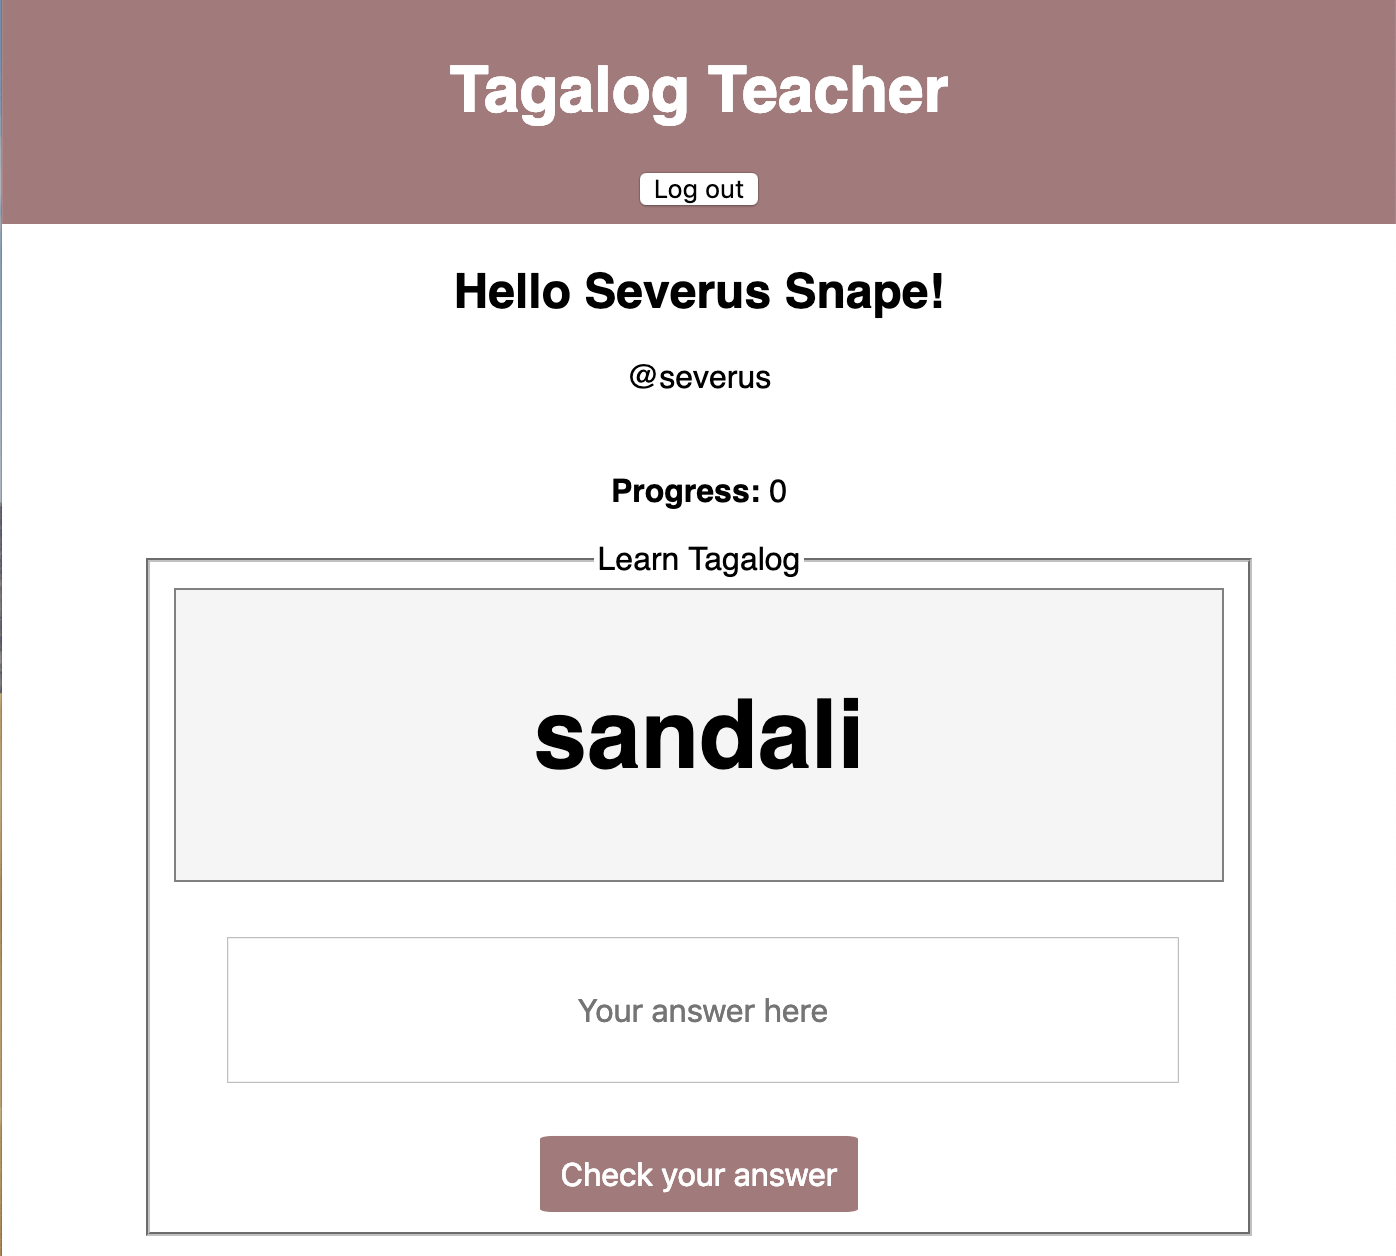 Tagalog Teacher
Log out
Hello Severus Snape!
@severus
Progress: 0
Learn Tagalog
sandali
Your answer here
Check your answer